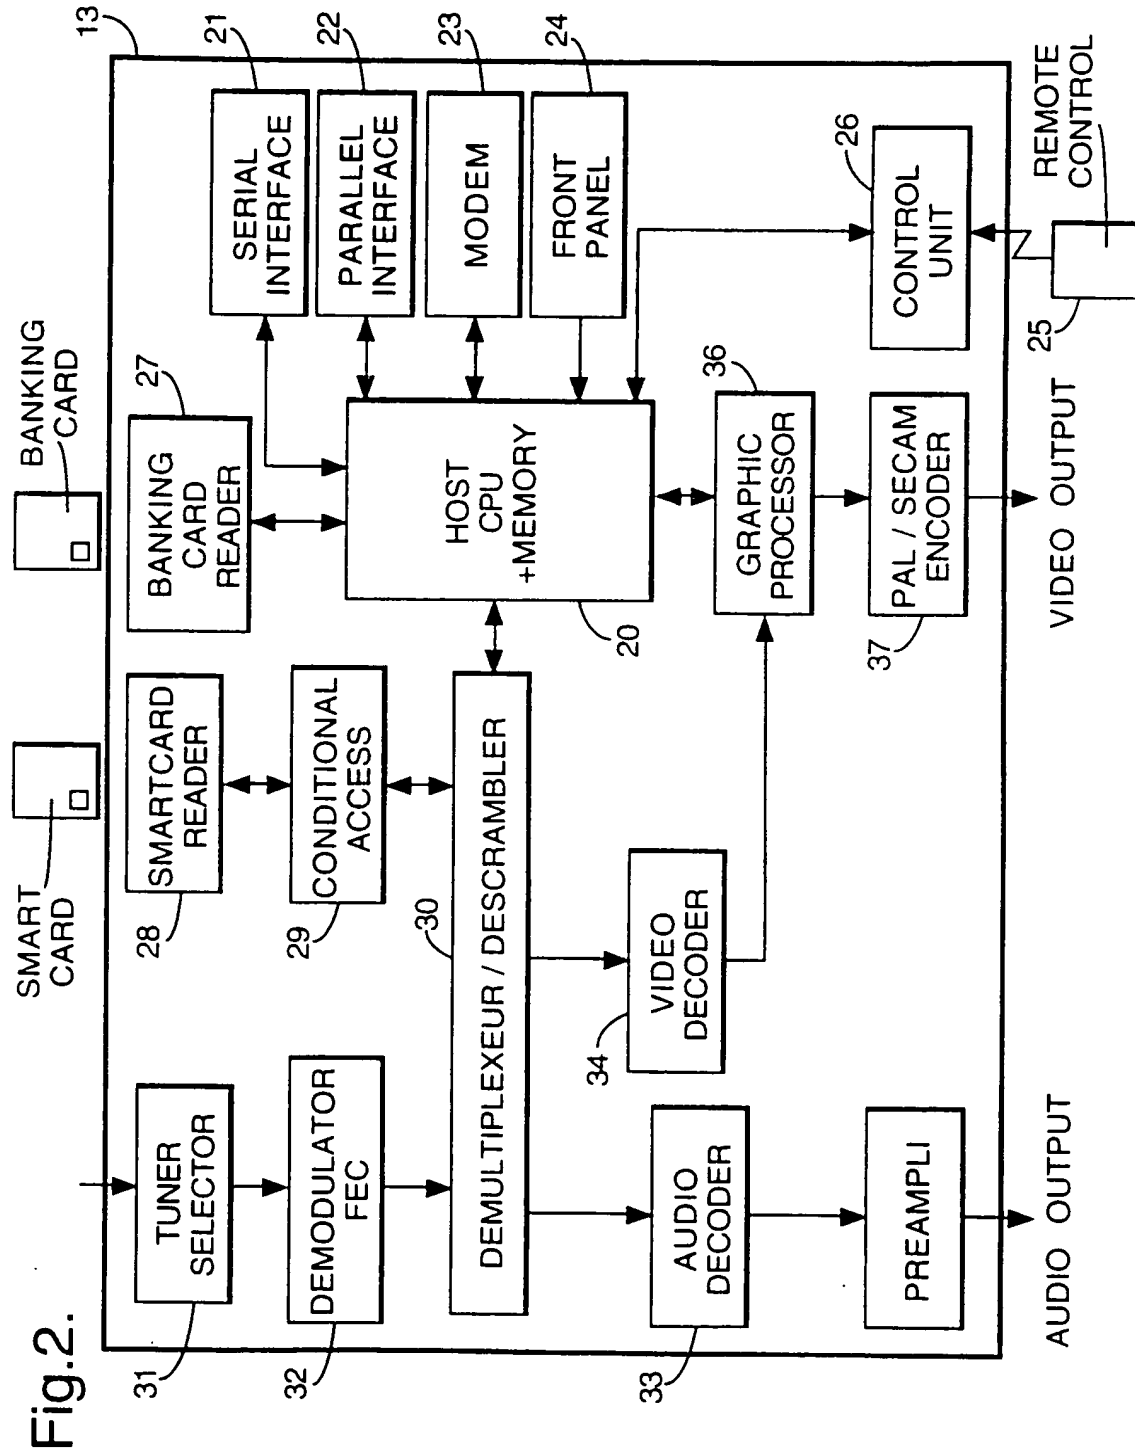 Fig.2.
SMART
CARD
BANKING
CARD
13
31
TUNER
SELECTOR
28
SMARTCARD
READER
27
BANKING
CARD
READER
21
SERIAL
INTERFACE
32
DEMODULATOR
FEC
29
CONDITIONAL
ACCESS
22
PARALLEL
INTERFACE
30
DEMULTIPLEXEUR / DESCRAMBLER
20
HOST
CPU
+MEMORY
23
MODEM
24
FRONT
PANEL
33
AUDIO
DECODER
34
VIDEO
DECODER
36
GRAPHIC
PROCESSOR
PREAMPLI
37
PAL / SECAM
ENCODER
26
CONTROL
UNIT
25
REMOTE
CONTROL
AUDIO OUTPUT
VIDEO OUTPUT